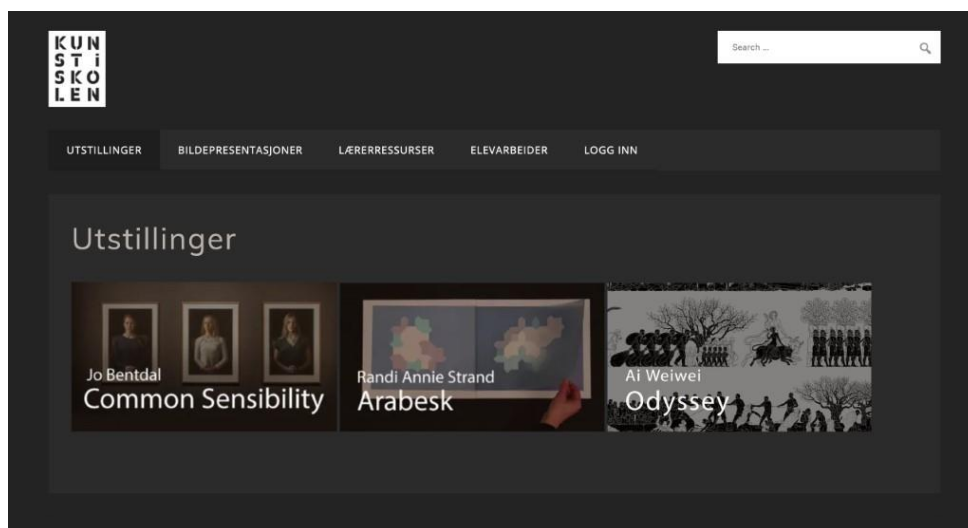 KUN
ST i
SKO
LEN
Search ...
UTSTILLINGER BILDEPRESENTASJONER LÆRERRESSURSER ELEVARBEIDER LOGG INN
Utstillinger
Jo Bentdal
Common Sensibility
Randi Annie Strand
Arabesk
Ai Weiwei
Odyssey